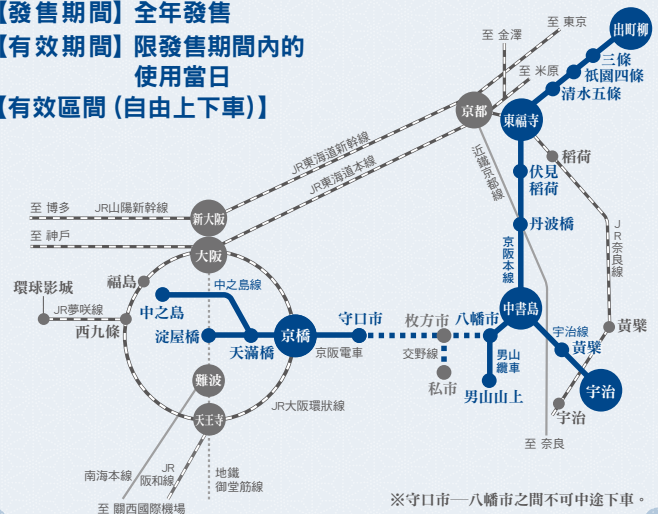 【發售期間】全年發售
【有效期間】限發售期間內的
使用當日
【有效區間(自由上下車)】
至 東京
至 金澤
至 米原
出町柳
三條
祇園四條
清水五條
京都
東福寺
JR東海道新幹線
JR東海道本線
近鐵京都線
稻荷
伏見
稻荷
至 博多
JR山陽新幹線
新大阪
至 神戶
大阪
丹波橋
京阪本線
JR奈良線
環球影城
福島
中之島線
JR夢咲線
中之島
西九條
淀屋橋
天滿橋
京橋
守口市
京阪電車
枚方市
交野線
私市
八幡市
男山
纜車
男山山上
中書島
宇治線
黃檗
黃檗
宇治
宇治
至 奈良
難波
天王寺
JR大阪環狀線
南海本線
JR
阪和線
地鐵
御堂筋線
至 關西國際機場
※守口市—八幡市之間不可中途下車。